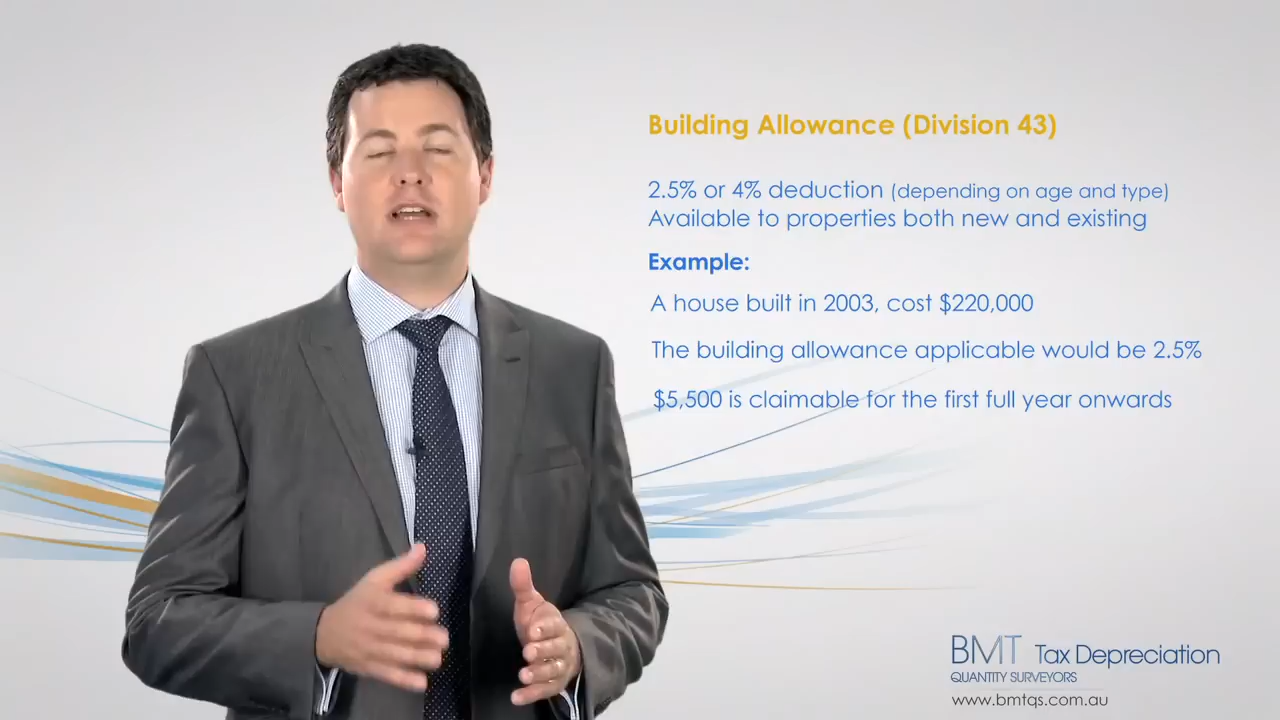 Building Allowance (Division 43)
2.5% or 4% deduction (depending on age and type)
Available to properties both new and existing
Example:
A house built in 2003, cost $220,000
The building allowance applicable would be 2.5%
$5,500 is claimable for the first full year onwards
BMT Tax Depreciation
QUANTITY SURVEYORS
www.bmtqs.com.au